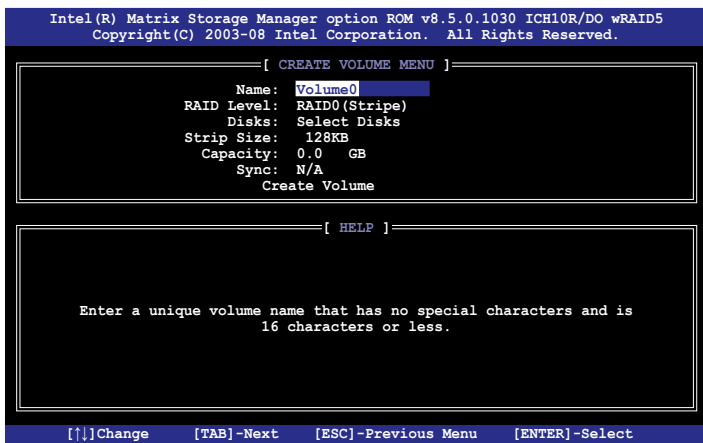 Intel(R) Matrix Storage Manager option ROM v8.5.0.1030 ICH10R/DO wRAID5
Copyright(C) 2003-08 Intel Corporation. All Rights Reserved.
[ CREATE VOLUME MENU ]
Name: Volume0
RAID Level: RAID0(Stripe)
Disks: Select Disks
Strip Size: 128KB
Capacity: 0.0 GB
Sync: N/A
Create Volume
[ HELP ]
Enter a unique volume name that has no special characters and is
16 characters or less.
[↑↓]Change [TAB]-Next [ESC]-Previous Menu [ENTER]-Select